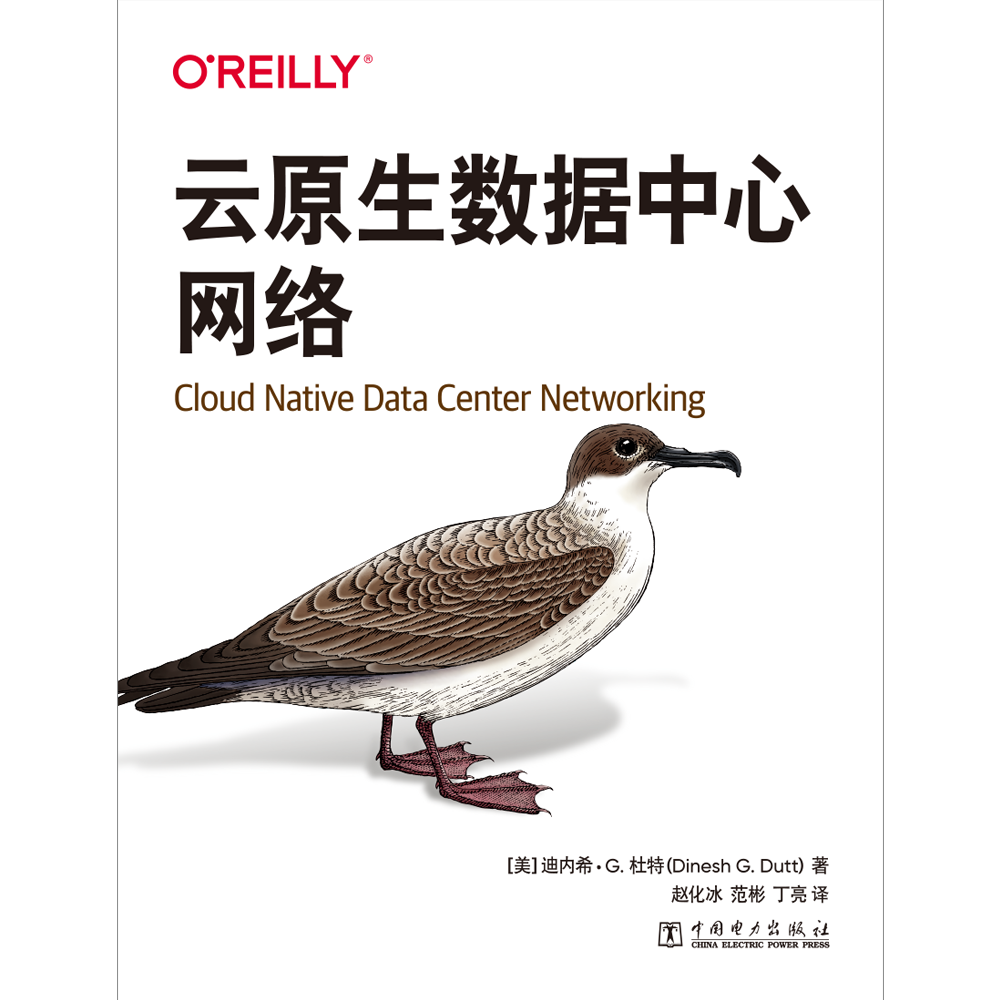 O'REILLY®
云原生数据中心
网络
Cloud Native Data Center Networking
[美] 迪内希·G. 杜特(Dinesh G. Dutt) 著
赵化冰 范彬 丁亮 译
中国电力出版社
CHINA ELECTRIC POWER PRESS